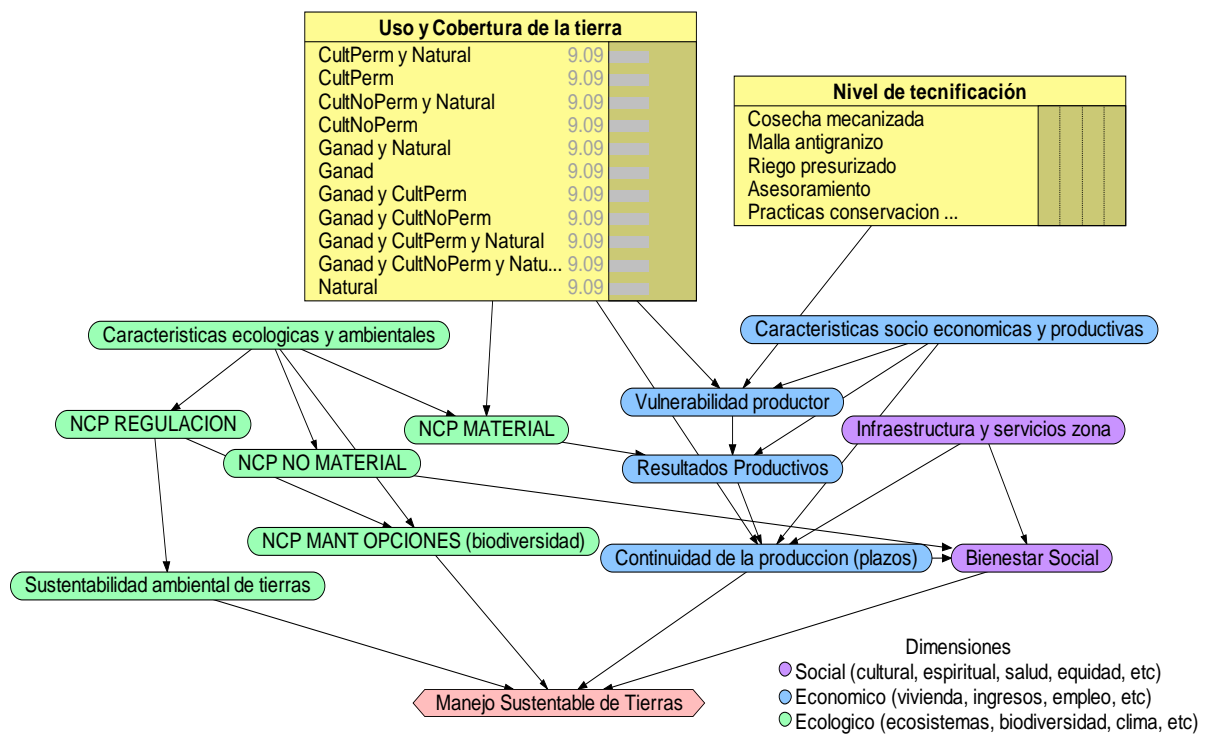 Uso y Cobertura de la tierra
CultPerm y Natural 9.09
CultPerm 9.09
CultNoPerm y Natural 9.09
CultNoPerm 9.09
Ganad y Natural 9.09
Ganad 9.09
Ganad y CultPerm 9.09
Ganad y CultNoPerm 9.09
Ganad y CultPerm y Natural 9.09
Ganad y CultNoPerm y Natu... 9.09
Natural 9.09
Nivel de tecnificación
Cosecha mecanizada
Malla antigranizo
Riego presurizado
Asesoramiento
Practicas conservacion ...
Caracteristicas ecologicas y ambientales
Caracteristicas socio economicas y productivas
Vulnerabilidad productor
NCP REGULACION
NCP MATERIAL
Infraestructura y servicios zona
NCP NO MATERIAL
Resultados Productivos
NCP MANT OPCIONES (biodiversidad)
Continuidad de la produccion (plazos)
Bienestar Social
Sustentabilidad ambiental de tierras
Manejo Sustentable de Tierras
Dimensiones
Social (cultural, espiritual, salud, equidad, etc)
Economico (vivienda, ingresos, empleo, etc)
Ecologico (ecosistemas, biodiversidad, clima, etc)